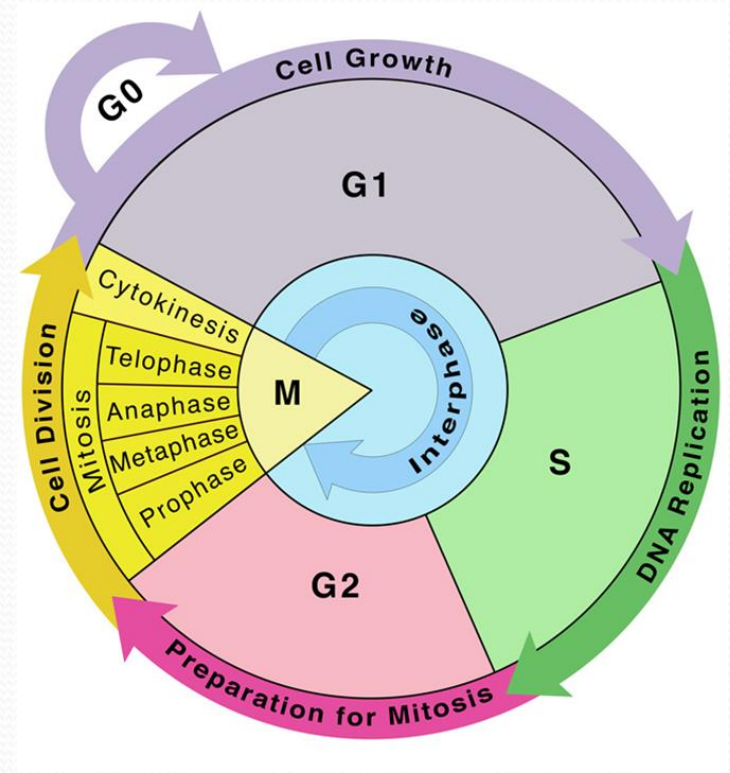 G0
Cell Growth
G1
Cytokinesis
Telophase
Anaphase
Metaphase
Prophase
Mitosis
Cell Division
M
Interphase
S
DNA Replication
G2
Preparation for Mitosis